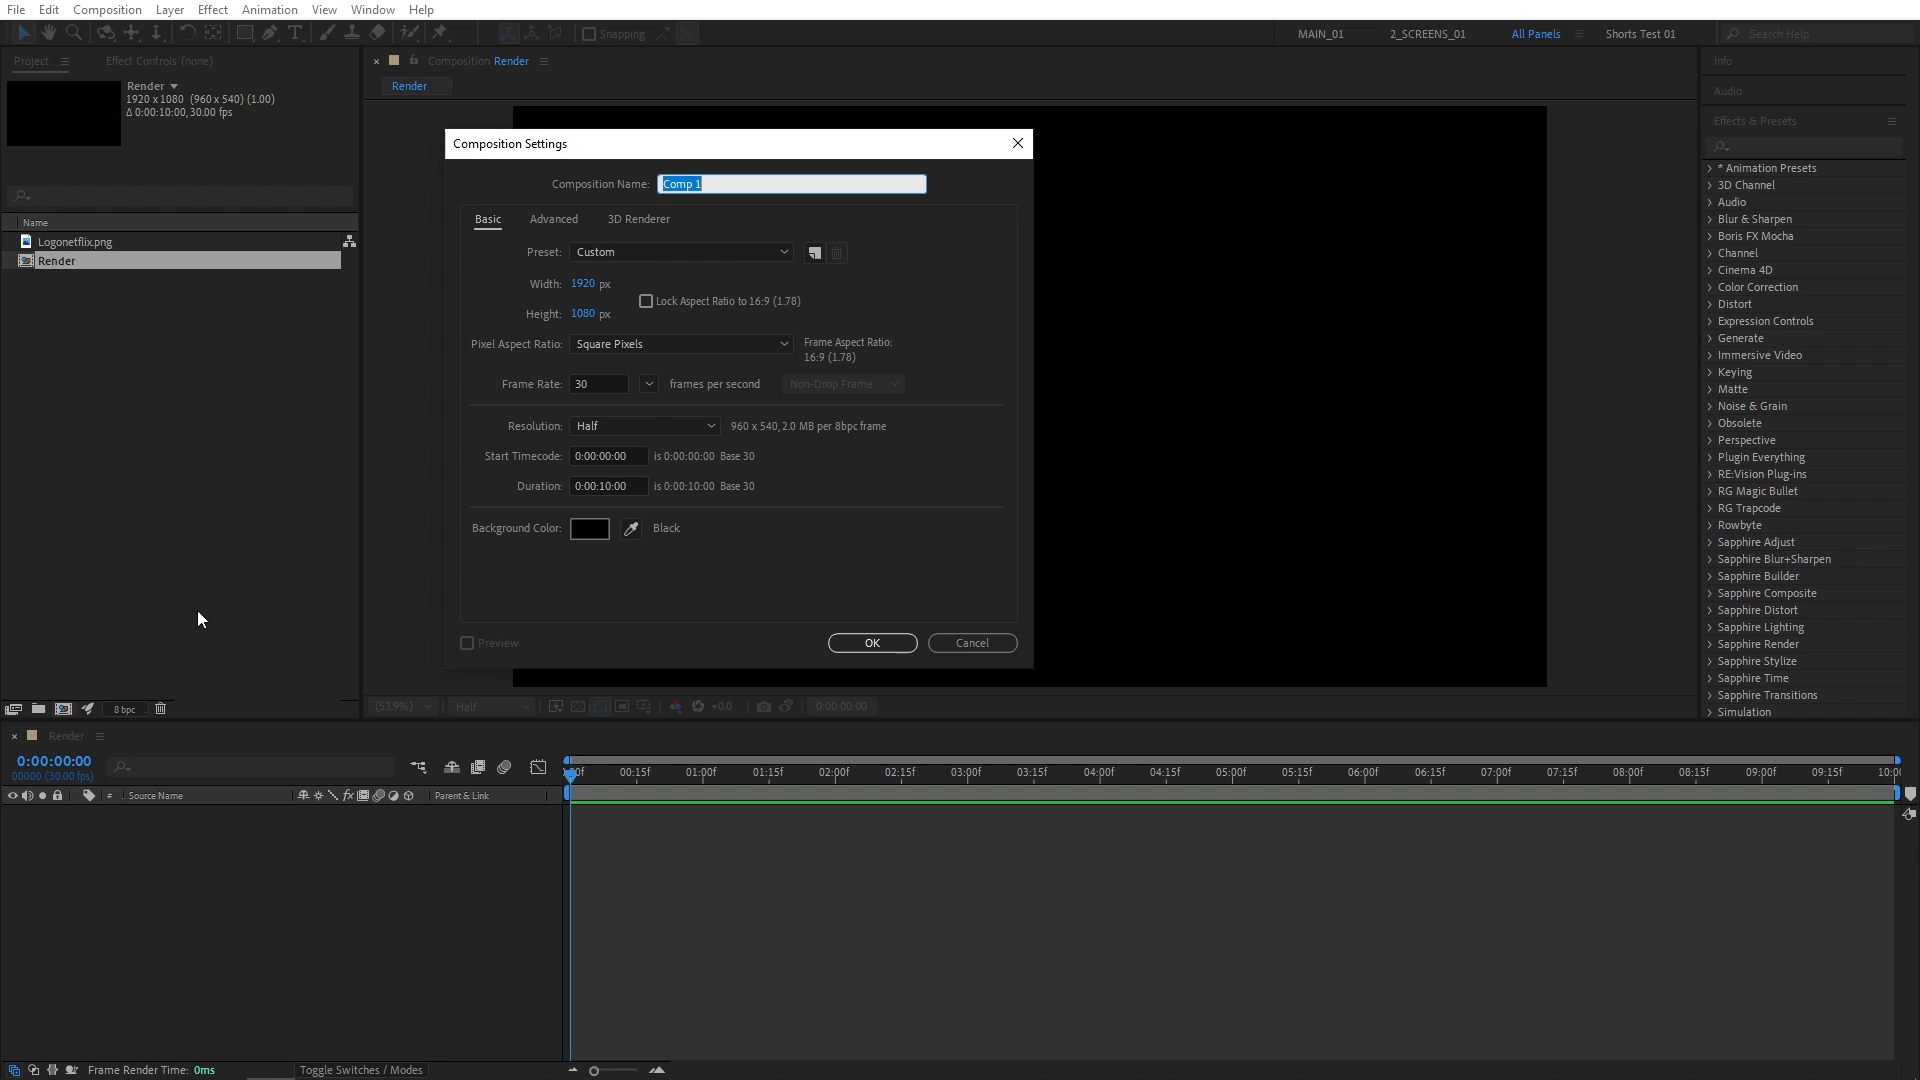 File Edit Composition Layer Effect Animation View Window Help
Snapping
MAIN_01 2_SCREENS_01 All Panels Shorts Test 01 Search Help
Project Effect Controls (none)
Composition Render
Render
Render
1920 x 1080 (960 x 540) (1.00)
Δ 0:00:10:00, 30.00 fps
Name
Logonetflix.png
Render
Composition Settings
Composition Name: Comp 1
Basic Advanced 3D Renderer
Preset: Custom
Width: 1920 px
Lock Aspect Ratio to 16:9 (1.78)
Height: 1080 px
Pixel Aspect Ratio: Square Pixels
Frame Aspect Ratio:
16:9 (1.78)
Frame Rate: 30 frames per second Non-Drop Frame
Resolution: Half 960 x 540, 2.0 MB per 8bpc frame
Start Timecode: 0:00:00:00 is 0:00:00:00 Base 30
Duration: 0:00:10:00 is 0:00:10:00 Base 30
Background Color: Black
Preview OK Cancel
Info
Audio
Effects & Presets
* Animation Presets
3D Channel
Audio
Blur & Sharpen
Boris FX Mocha
Channel
Cinema 4D
Color Correction
Distort
Expression Controls
Generate
Immersive Video
Keying
Matte
Noise & Grain
Obsolete
Perspective
Plugin Everything
RE:Vision Plug-ins
RG Magic Bullet
RG Trapcode
Rowbyte
Sapphire Adjust
Sapphire Blur+Sharpen
Sapphire Builder
Sapphire Composite
Sapphire Distort
Sapphire Lighting
Sapphire Render
Sapphire Stylize
Sapphire Time
Sapphire Transitions
Simulation
8 bpc
(53.9%) Half +0.0 0:00:00:00
Render
0:00:00:00
00000 (30.00 fps)
00:15f 01:00f 01:15f 02:00f 02:15f 03:00f 03:15f 04:00f 04:15f 05:00f 05:15f 06:00f 06:15f 07:00f 07:15f 08:00f 08:15f 09:00f 09:15f
# Source Name fx Parent & Link
Frame Render Time: 0ms Toggle Switches / Modes